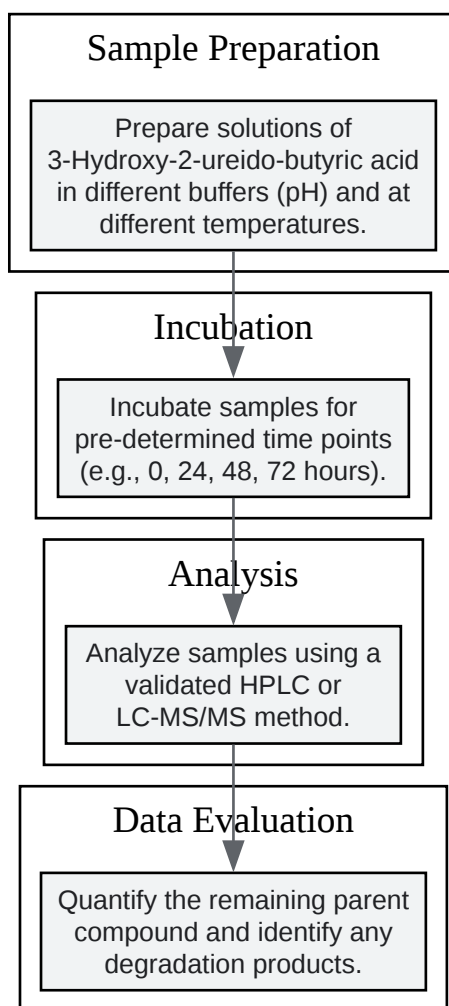 Sample Preparation
Prepare solutions of
3-Hydroxy-2-ureido-butyric acid
in different buffers (pH) and at
different temperatures.
Incubation
Incubate samples for
pre-determined time points
(e.g., 0, 24, 48, 72 hours).
Analysis
Analyze samples using a
validated HPLC or
LC-MS/MS method.
Data Evaluation
Quantify the remaining parent
compound and identify any
degradation products.